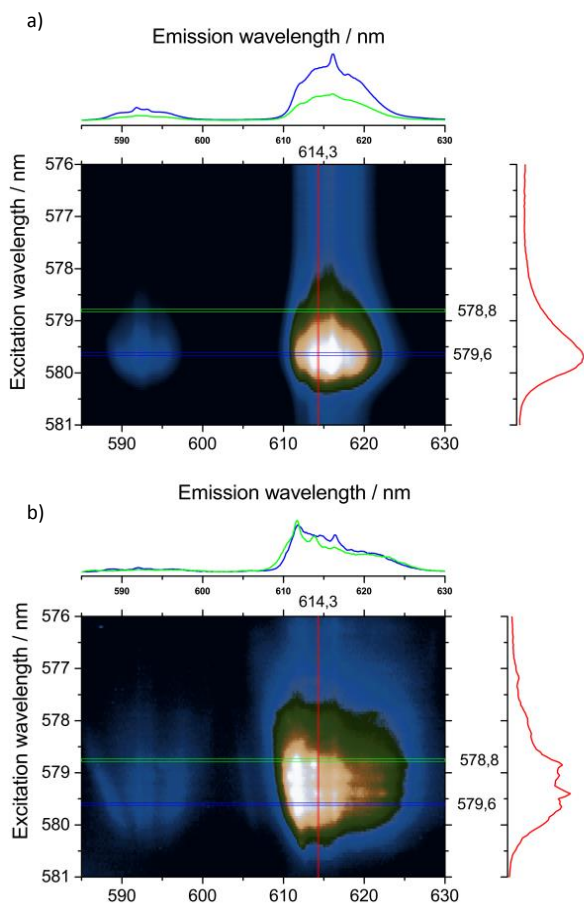 a)
Emission wavelength / nm
590 600 610 620 630
614,3
Excitation wavelength / nm
576
577
578
579
580
581
578,8
579,6
590 600 610 620 630
b)
Emission wavelength / nm
590 600 610 620 630
614,3
Excitation wavelength / nm
576
577
578
579
580
581
578,8
579,6
590 600 610 620 630